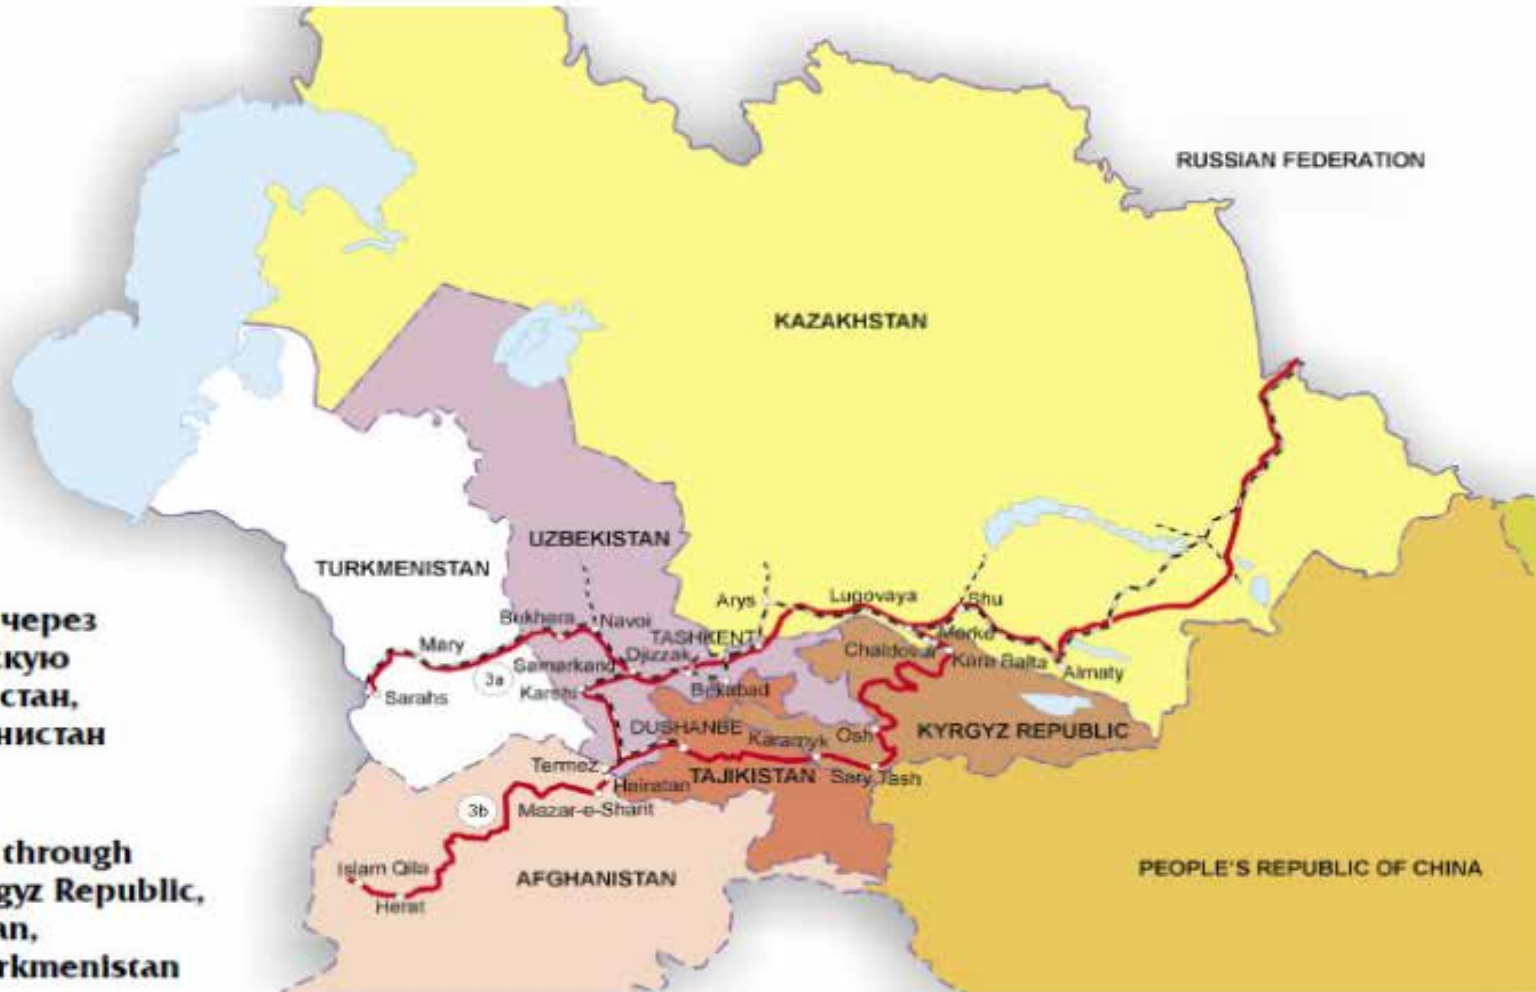 RUSSIAN FEDERATION
KAZAKHSTAN
UZBEKISTAN
TURKMENISTAN
Arys
Lugovaya
Shu
Bukhara
Navoi
TASHKENT
Merke
Mary
Djizzak
Chaldovar
Kara Balta
Samarkand
Almaty
3a
Sarahs
Karshi
Bekabad
DUSHANBE
Karamyk
Osh
KYRGYZ REPUBLIC
Termez
Hairatan
TAJIKISTAN
Sary Tash
3b
Mazar-e-Sharif
Islam Qila
AFGHANISTAN
PEOPLE'S REPUBLIC OF CHINA
Herat
через
скую
стан,
нистан
through
gyz Republic,
an,
rkmenistan